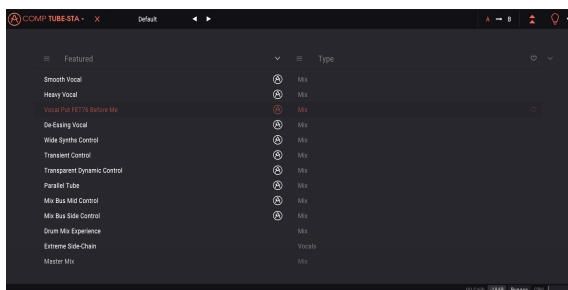 COMP TUBE-STA X Default A B
Featured Type
Smooth Vocal Mix
Heavy Vocal Mix
Vocal Put FET76 Before Me Mix
De-Essing Vocal Mix
Wide Synths Control Mix
Transient Control Mix
Transparent Dynamic Control Mix
Parallel Tube Mix
Mix Bus Mid Control Mix
Mix Bus Side Control Mix
Drum Mix Experience Mix
Extreme Side-Chain Vocals
Master Mix Mix